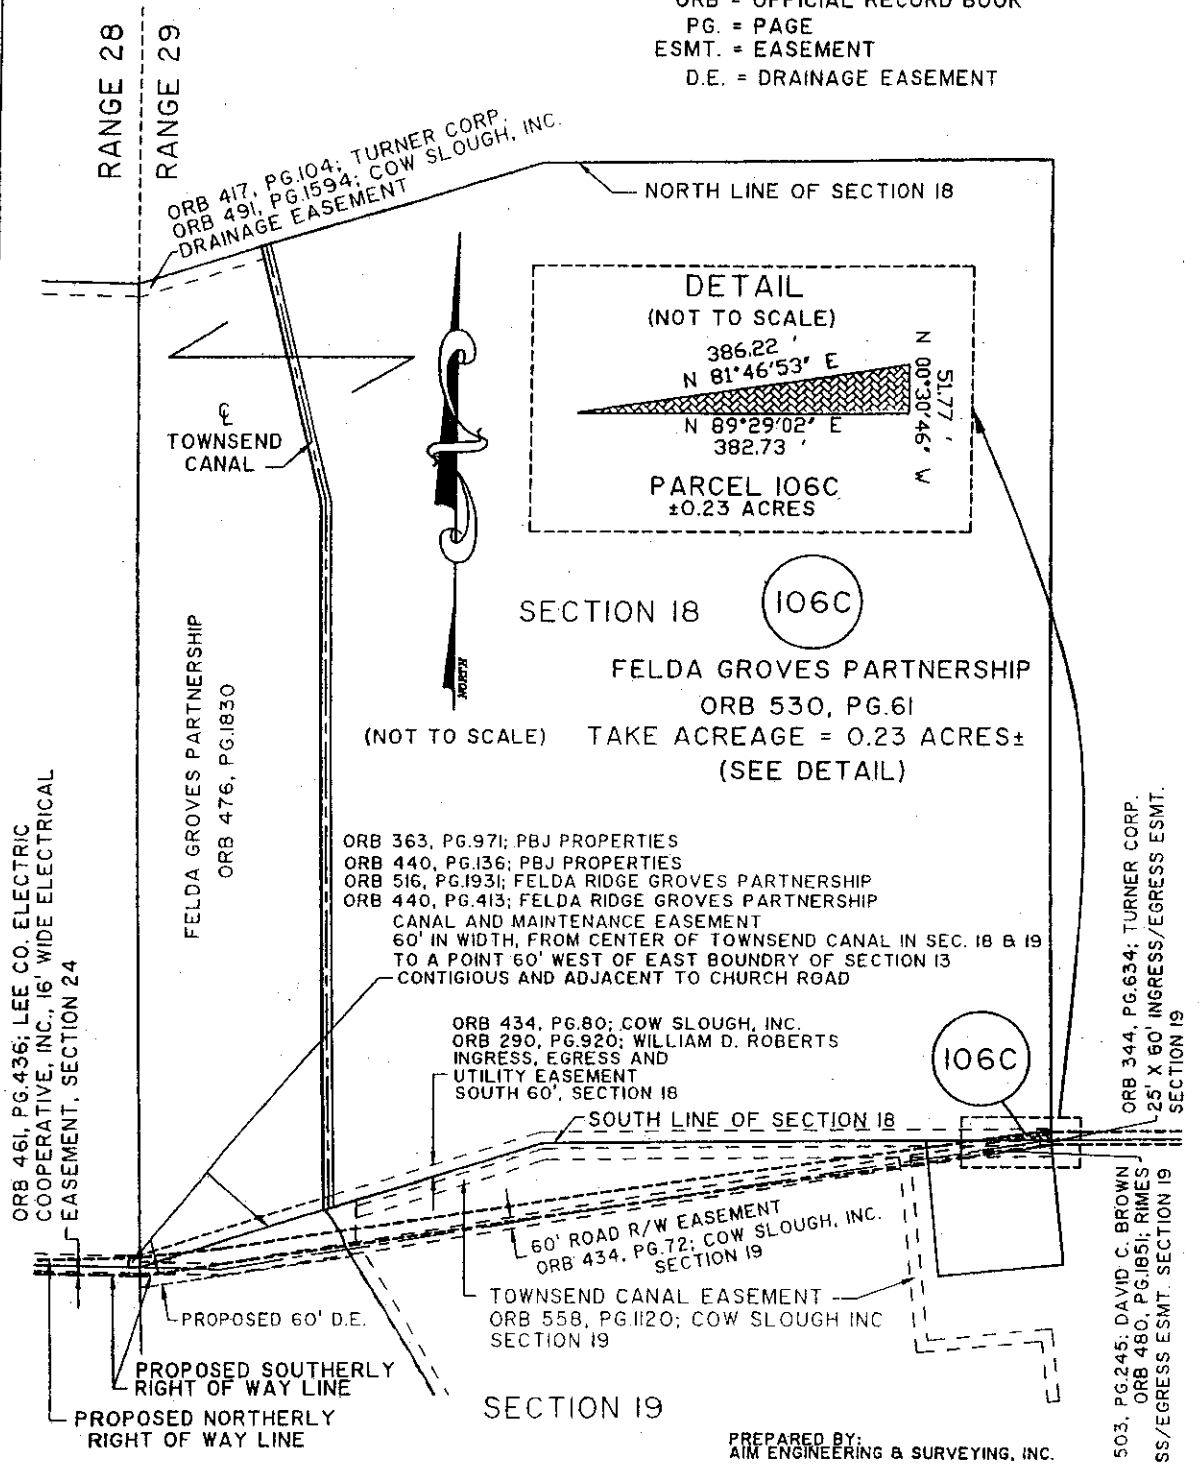 ORB = OFFICIAL RECORD BOOK
PG. = PAGE
ESMT. = EASEMENT
D.E. = DRAINAGE EASEMENT
RANGE 28
RANGE 29
ORB 417, PG.104; TURNER CORP.
ORB 491, PG.1594; COW SLOUGH, INC.
DRAINAGE EASEMENT
NORTH LINE OF SECTION 18
DETAIL
(NOT TO SCALE)
386.22 '
N 81°46'53" E
N 89°29'02" E
382.73 '
N 00°30'46" W
51.77 '
PARCEL 106C
±0.23 ACRES
℄
TOWNSEND
CANAL
NORTH
(NOT TO SCALE)
SECTION 18
106C
FELDA GROVES PARTNERSHIP
ORB 530, PG.61
TAKE ACREAGE = 0.23 ACRES±
(SEE DETAIL)
FELDA GROVES PARTNERSHIP
ORB 476, PG.1830
ORB 461, PG.436; LEE CO. ELECTRIC
COOPERATIVE, INC., 16' WIDE ELECTRICAL
EASEMENT, SECTION 24
ORB 363, PG.971; PBJ PROPERTIES
ORB 440, PG.136; PBJ PROPERTIES
ORB 516, PG.1931; FELDA RIDGE GROVES PARTNERSHIP
ORB 440, PG.413; FELDA RIDGE GROVES PARTNERSHIP
CANAL AND MAINTENANCE EASEMENT
60' IN WIDTH, FROM CENTER OF TOWNSEND CANAL IN SEC. 18 & 19
TO A POINT 60' WEST OF EAST BOUNDRY OF SECTION 13
CONTIGIOUS AND ADJACENT TO CHURCH ROAD
ORB 434, PG.80; COW SLOUGH, INC.
ORB 290, PG.920; WILLIAM D. ROBERTS
INGRESS, EGRESS AND
UTILITY EASEMENT
SOUTH 60', SECTION 18
SOUTH LINE OF SECTION 18
106C
ORB 344, PG.634; TURNER CORP.
25' X 60' INGRESS/EGRESS ESMT.
SECTION 19
60' ROAD R/W EASEMENT
ORB 434, PG.72; COW SLOUGH, INC.
SECTION 19
TOWNSEND CANAL EASEMENT
ORB 558, PG.1120; COW SLOUGH INC
SECTION 19
PROPOSED 60' D.E.
PROPOSED SOUTHERLY
RIGHT OF WAY LINE
PROPOSED NORTHERLY
RIGHT OF WAY LINE
SECTION 19
503, PG.245; DAVID C. BROWN
ORB 480, PG.1851; RIMES
SS/EGRESS ESMT. SECTION 19
PREPARED BY:
AIM ENGINEERING & SURVEYING, INC.